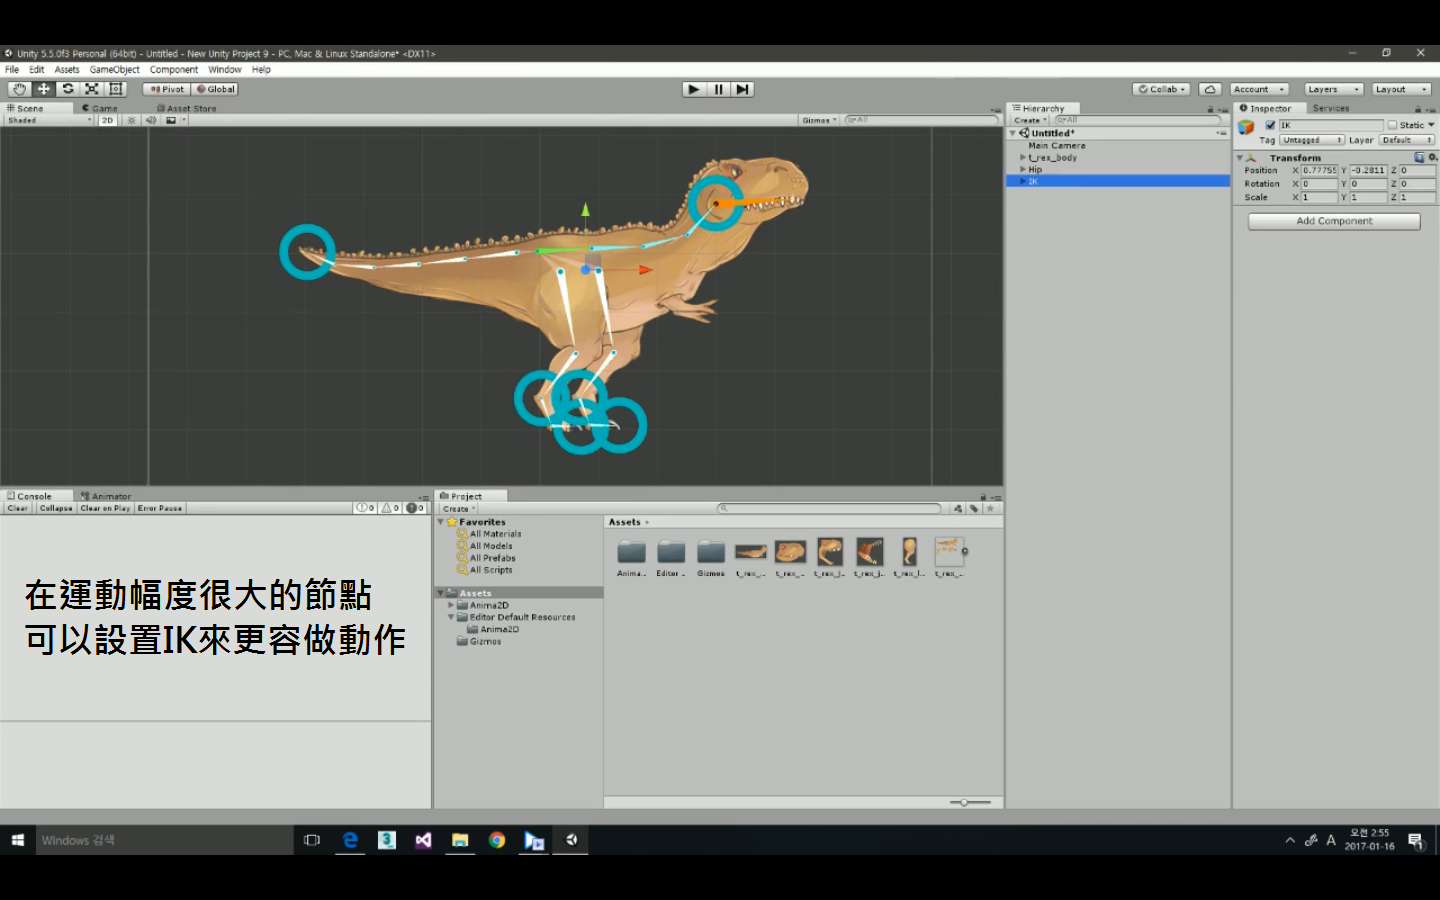 Unity 5.5.0f3 Personal (64bit) - Untitled - New Unity Project 9 - PC, Mac & Linux Standalone* <DX11>
File Edit Assets GameObject Component Window Help
Pivot Global Collab Account Layers Layout
Scene Game Asset Store
Shaded 2D Gizmos All
Hierarchy
Create All
Untitled*
Main Camera
t_rex_body
Hip
IK
Inspector Services
IK Static
Tag Untagged Layer Default
Transform
Position X 0.77755 Y -0.2811 Z 0
Rotation X 0 Y 0 Z 0
Scale X 1 Y 1 Z 1
Add Component
Console Animator
Clear Collapse Clear on Play Error Pause 0 0 0
在運動幅度很大的節點
可以設置IK來更容做動作
Project
Create
Favorites
All Materials
All Models
All Prefabs
All Scripts
Assets
Anima2D
Editor Default Resources
Anima2D
Gizmos
Assets
Anima... Editor ... Gizmos t_rex_... t_rex_... t_rex_j... t_rex_j... t_rex_l... t_rex_...
Windows 검색
A
오전 2:55
2017-01-16
1